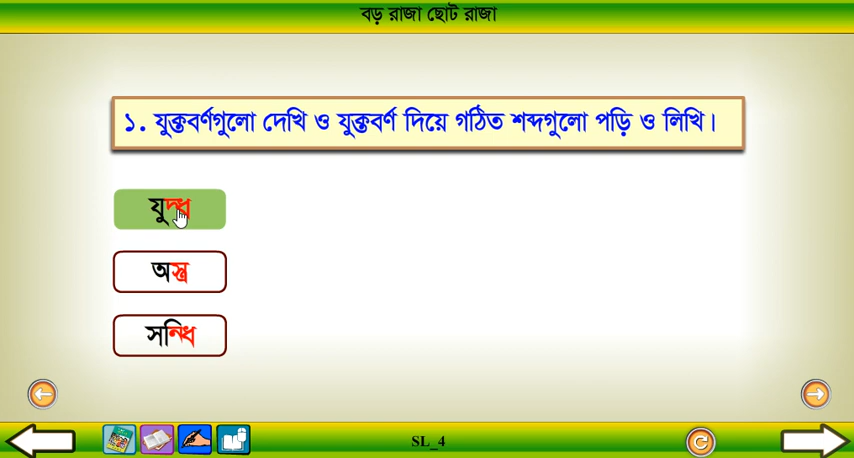 বড় রাজা ছোট রাজা
১. যুক্তবর্ণগুলো দেখি ও যুক্তবর্ণ দিয়ে গঠিত শব্দগুলো পড়ি ও লিখি।
যুদ্ধ
অস্ত্র
সন্ধি
SL_4